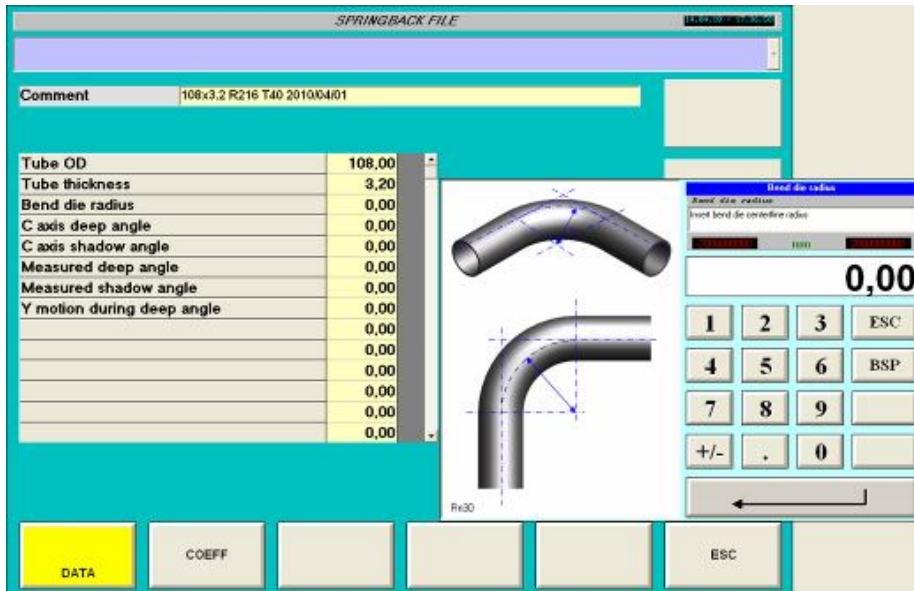 SPRINGBACK FILE
Comment 108x3.2 R216 T40 2010/04/01
Tube OD 108,00
Tube thickness 3,20
Bend die radius 0,00
C axis deep angle 0,00
C axis shadow angle 0,00
Measured deep angle 0,00
Measured shadow angle 0,00
Y motion during deep angle 0,00
0,00
0,00
0,00
0,00
0,00
0,00
Rn30
Bend die radius
Bend die radius
Insert bend die centerline radius
mm
0,00
1 2 3 ESC
4 5 6 BSP
7 8 9
+/- . 0
DATA
COEFF
ESC